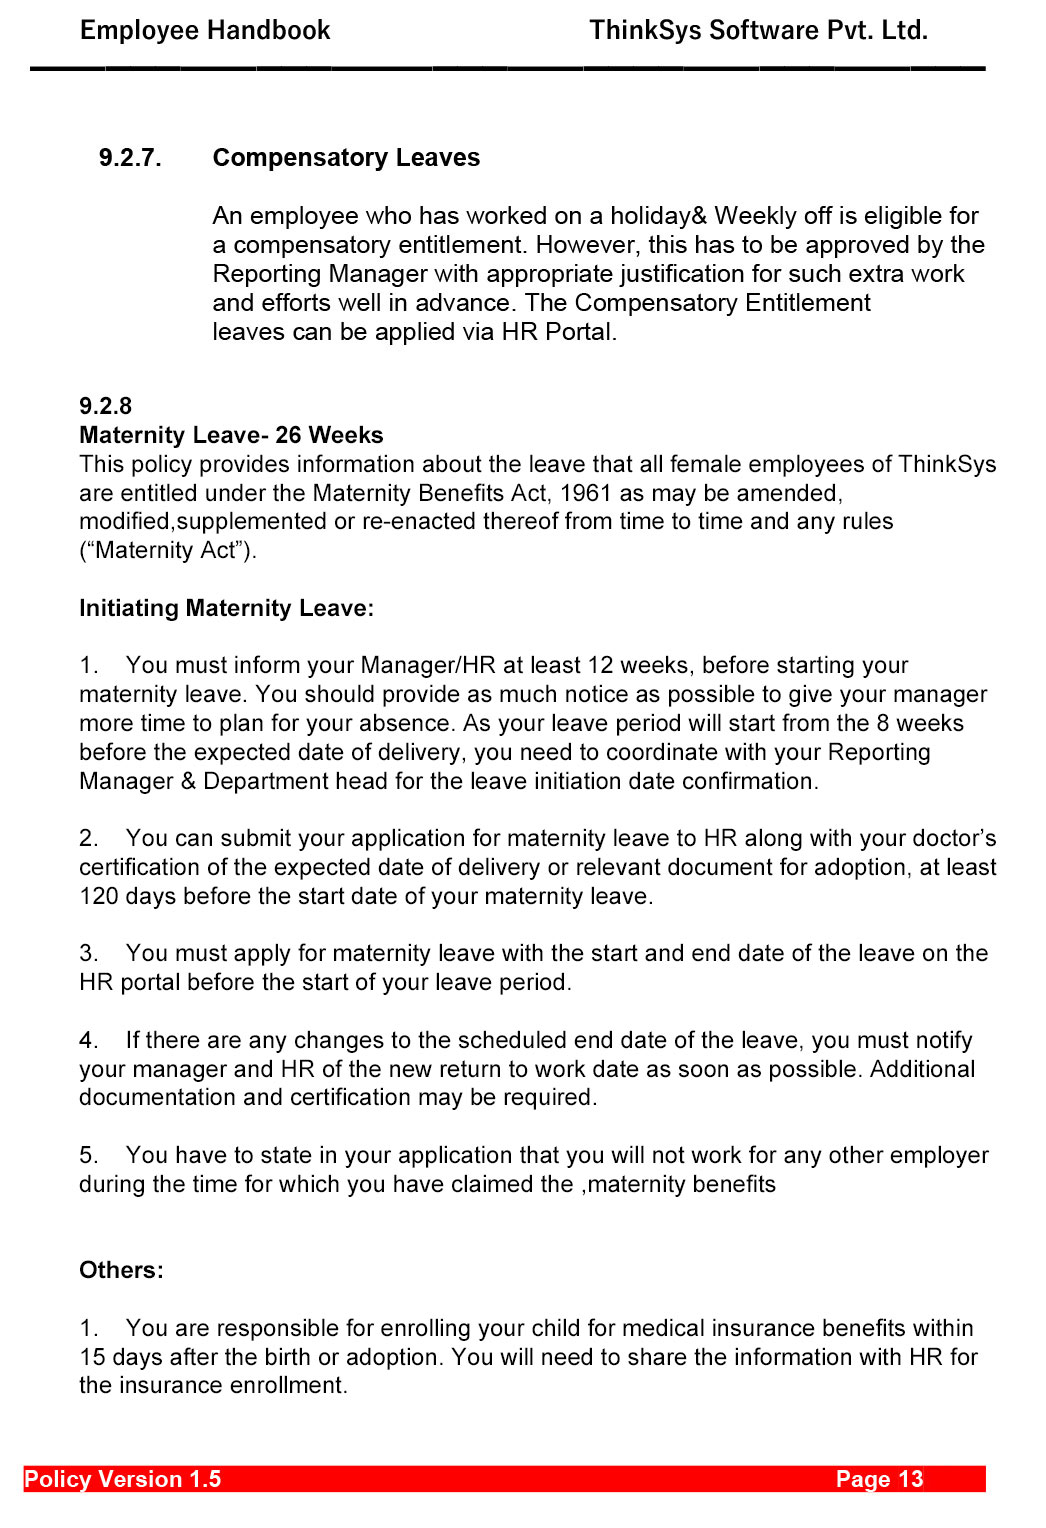 Employee Handbook ThinkSys Software Pvt. Ltd.
9.2.7. Compensatory Leaves
An employee who has worked on a holiday& Weekly off is eligible for
a compensatory entitlement. However, this has to be approved by the
Reporting Manager with appropriate justification for such extra work
and efforts well in advance. The Compensatory Entitlement
leaves can be applied via HR Portal.
9.2.8
Maternity Leave- 26 Weeks
This policy provides information about the leave that all female employees of ThinkSys
are entitled under the Maternity Benefits Act, 1961 as may be amended,
modified,supplemented or re-enacted thereof from time to time and any rules
(“Maternity Act”).
Initiating Maternity Leave:
1. You must inform your Manager/HR at least 12 weeks, before starting your
maternity leave. You should provide as much notice as possible to give your manager
more time to plan for your absence. As your leave period will start from the 8 weeks
before the expected date of delivery, you need to coordinate with your Reporting
Manager & Department head for the leave initiation date confirmation.
2. You can submit your application for maternity leave to HR along with your doctor’s
certification of the expected date of delivery or relevant document for adoption, at least
120 days before the start date of your maternity leave.
3. You must apply for maternity leave with the start and end date of the leave on the
HR portal before the start of your leave period.
4. If there are any changes to the scheduled end date of the leave, you must notify
your manager and HR of the new return to work date as soon as possible. Additional
documentation and certification may be required.
5. You have to state in your application that you will not work for any other employer
during the time for which you have claimed the ,maternity benefits
Others:
1. You are responsible for enrolling your child for medical insurance benefits within
15 days after the birth or adoption. You will need to share the information with HR for
the insurance enrollment.
Policy Version 1.5 Page 13